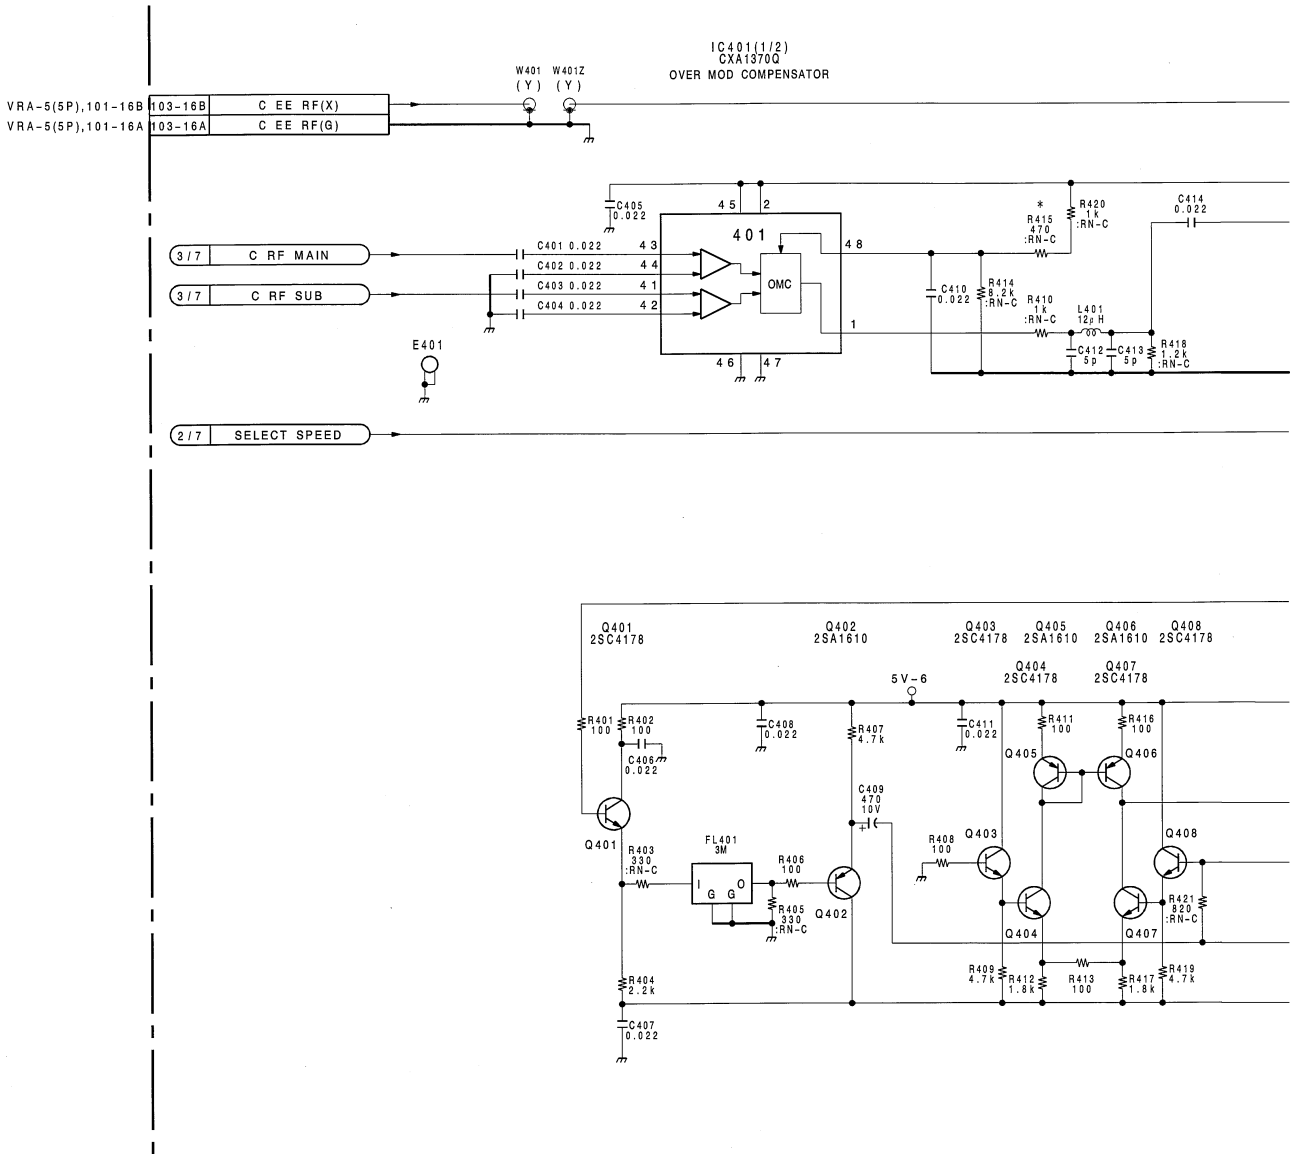 IC401(1/2)
CXA1370Q
OVER MOD COMPENSATOR
W401 W401Z
(Y) (Y)
VRA-5(5P),101-16B 103-16B C EE RF(X)
VRA-5(5P),101-16A 103-16A C EE RF(G)
C405
0.022
45 2
401
*
R415
470
:RN-C
R420
1k
:RN-C
C414
0.022
3/7 C RF MAIN
C401 0.022 43
C402 0.022 44
3/7 C RF SUB
C403 0.022 41
C404 0.022 42
OMC
48
1
C410
0.022
R414
8.2k
:RN-C
R410
1k
:RN-C
L401
12μH
C412
5p
C413
5p
R418
1.2k
:RN-C
E401
46 47
2/7 SELECT SPEED
Q401
2SC4178
Q402
2SA1610
Q403
2SC4178
Q405
2SA1610
Q406
2SA1610
Q408
2SC4178
Q404
2SC4178
Q407
2SC4178
5V-6
R401
100
R402
100
C406
0.022
C408
0.022
R407
4.7k
C411
0.022
R411
100
R416
100
Q405
Q406
C409
470
10V
+
Q401
R403
330
:RN-C
FL401
3M
I O
G G
R406
100
R405
330
:RN-C
Q402
R408
100
Q403
Q408
Q404
Q407
R421
820
:RN-C
R404
2.2k
R409
4.7k
R412
1.8k
R413
100
R417
1.8k
R419
4.7k
C407
0.022